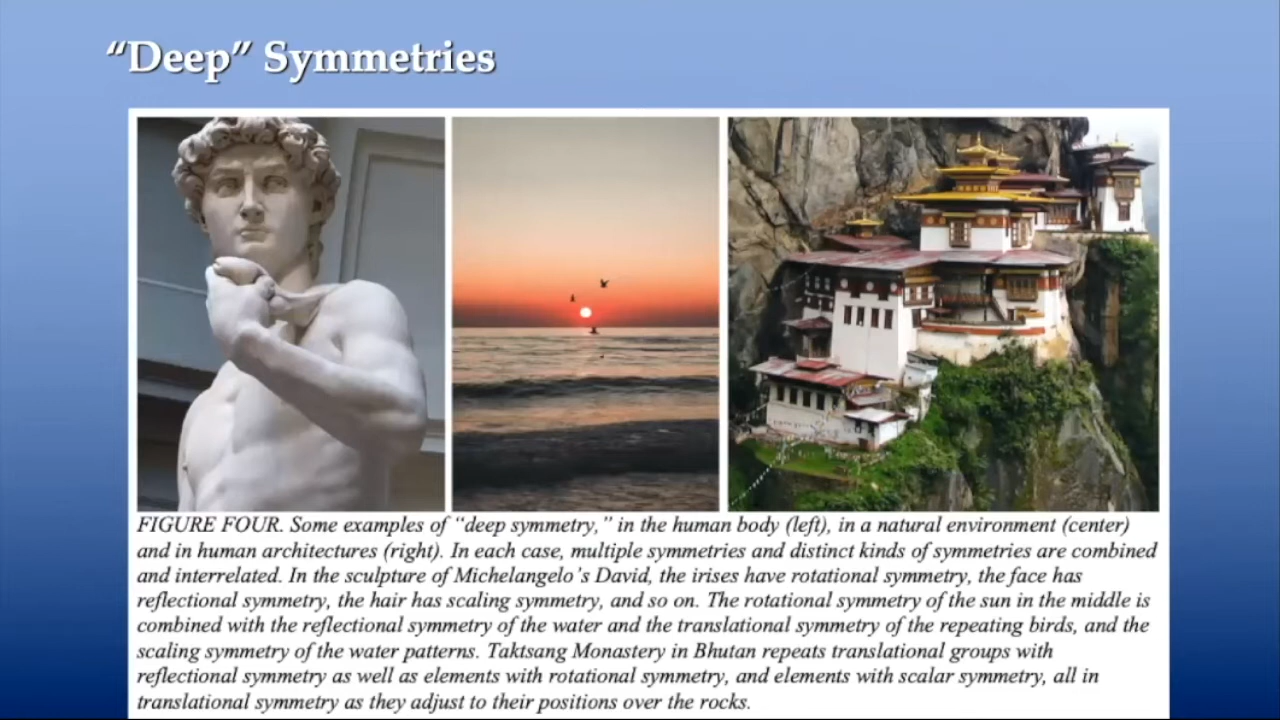 “Deep” Symmetries
FIGURE FOUR. Some examples of “deep symmetry,” in the human body (left), in a natural environment (center)
and in human architectures (right). In each case, multiple symmetries and distinct kinds of symmetries are combined
and interrelated. In the sculpture of Michelangelo’s David, the irises have rotational symmetry, the face has
reflectional symmetry, the hair has scaling symmetry, and so on. The rotational symmetry of the sun in the middle is
combined with the reflectional symmetry of the water and the translational symmetry of the repeating birds, and the
scaling symmetry of the water patterns. Taktsang Monastery in Bhutan repeats translational groups with
reflectional symmetry as well as elements with rotational symmetry, and elements with scalar symmetry, all in
translational symmetry as they adjust to their positions over the rocks.